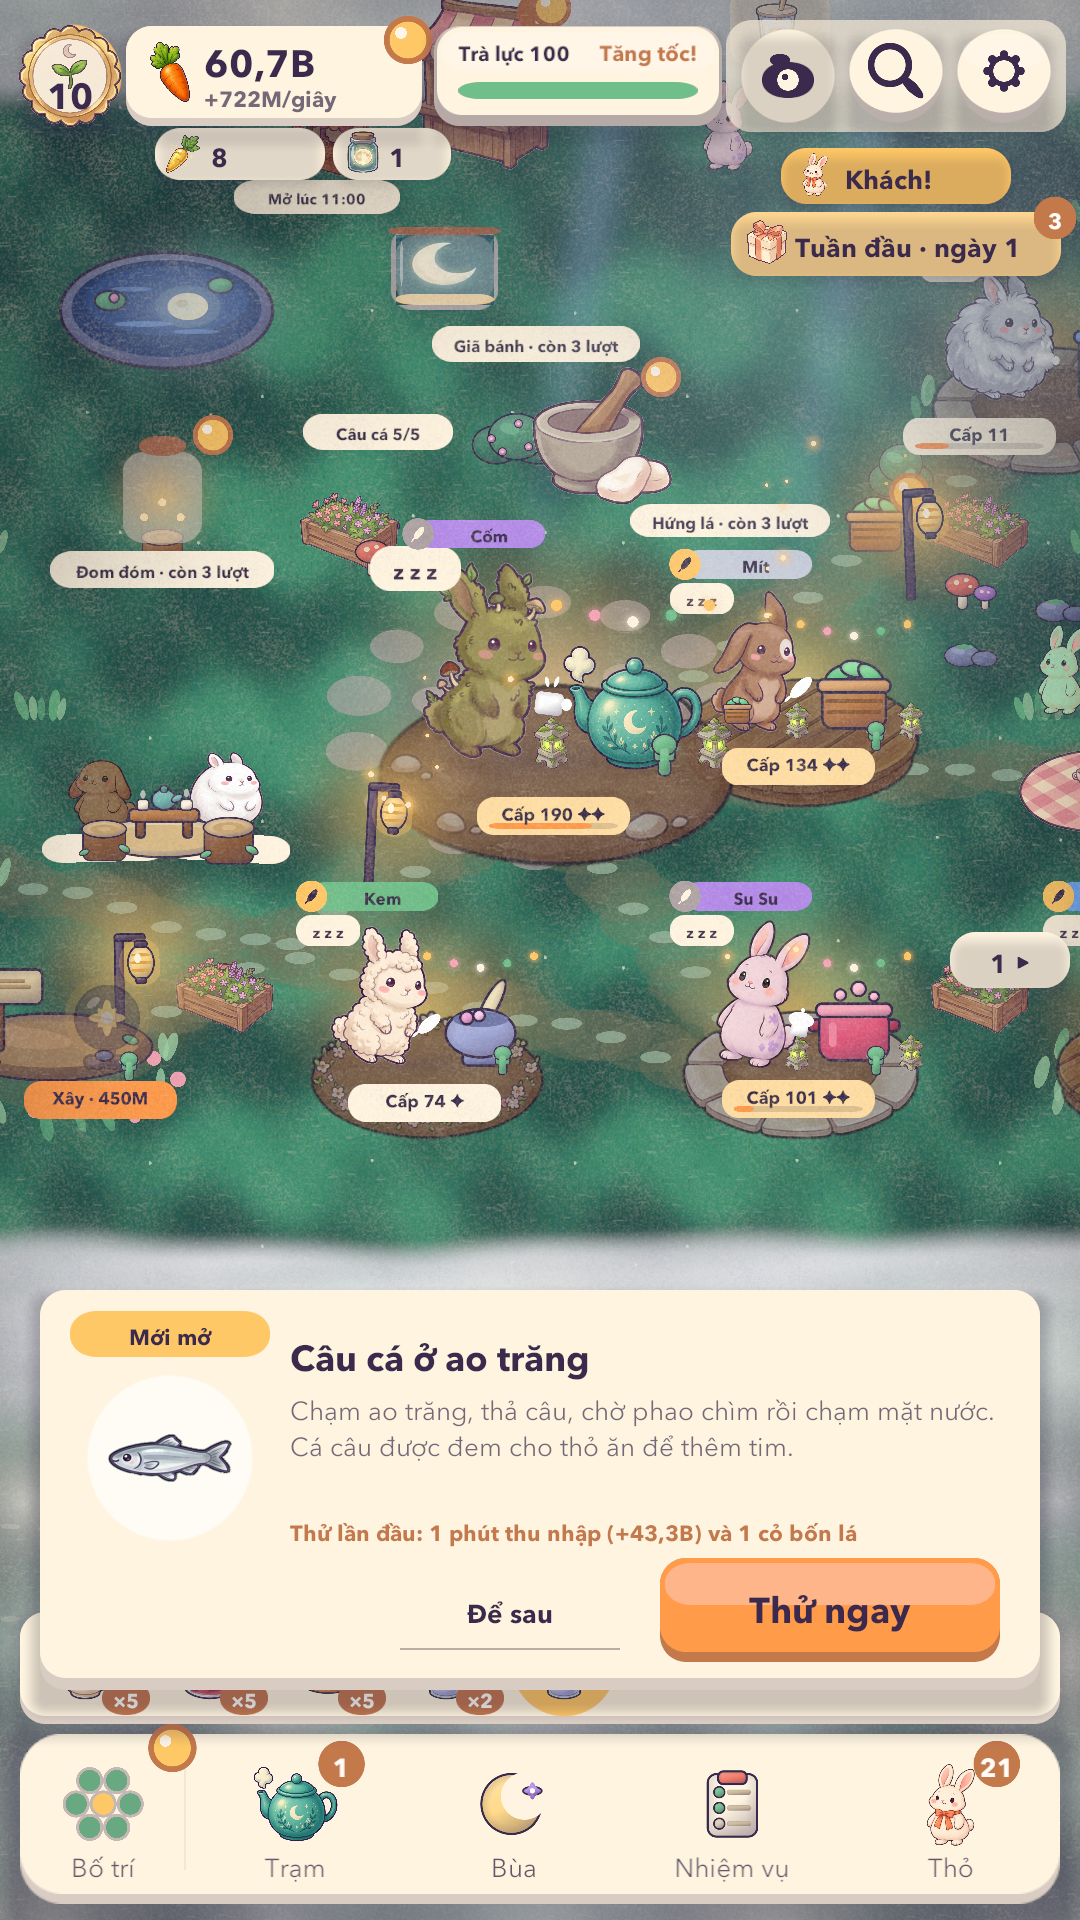 10
60,7B
+722M/giây
Trà lực 100
Tăng tốc!
8
1
Mở lúc 11:00
Khách!
3
Tuần đầu · ngày 1
Giã bánh · còn 3 lượt
Câu cá 5/5
Cấp 11
Hứng lá · còn 3 lượt
Cốm
z z z
Đom đóm · còn 3 lượt
Mít
z z z
Cấp 134 ✦✦
Cấp 190 ✦✦
Kem
z z z
Su Su
z z z
z z
1 ▸
Xây · 450M
Cấp 74 ✦
Cấp 101 ✦✦
Mới mở
Câu cá ở ao trăng
Chạm ao trăng, thả câu, chờ phao chìm rồi chạm mặt nước.
Cá câu được đem cho thỏ ăn để thêm tim.
Thử lần đầu: 1 phút thu nhập (+43,3B) và 1 cỏ bốn lá
Để sau
Thử ngay
×5
×5
×5
×2
1
21
Bố trí
Trạm
Bùa
Nhiệm vụ
Thỏ